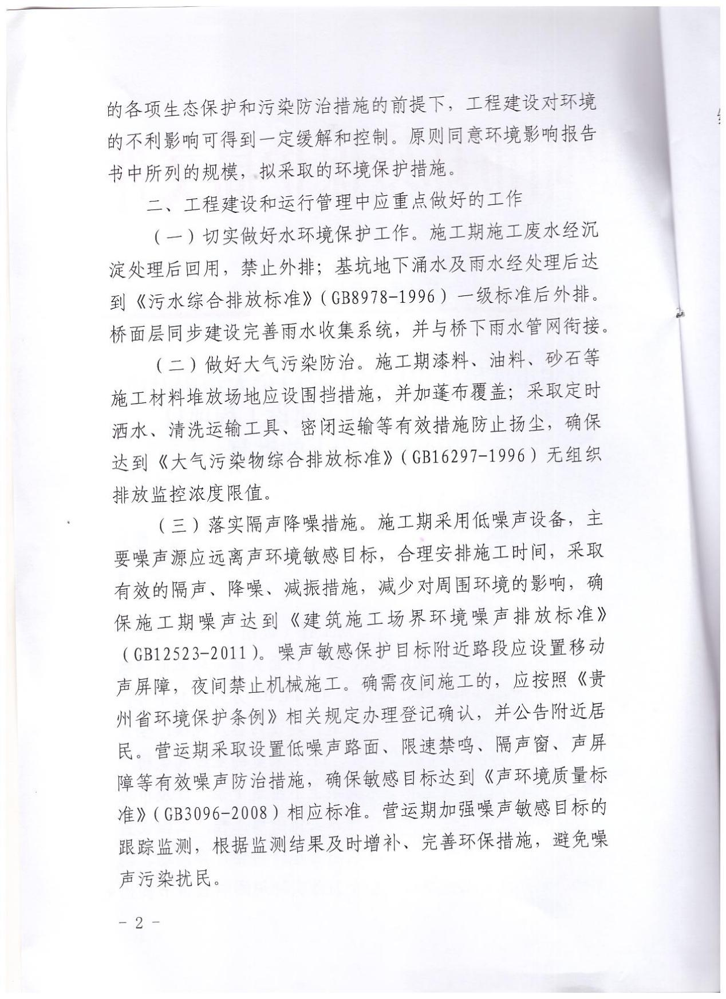 的各项生态保护和污染防治措施的前提下，工程建设对环境
的不利影响可得到一定缓解和控制。原则同意环境影响报告
书中所列的规模，拟采取的环境保护措施。
二、工程建设和运行管理中应重点做好的工作
（一）切实做好水环境保护工作。施工期施工废水经沉
淀处理后回用，禁止外排；基坑地下涌水及雨水经处理后达
到《污水综合排放标准》（GB8978-1996）一级标准后外排。
桥面层同步建设完善雨水收集系统，并与桥下雨水管网衔接。
（二）做好大气污染防治。施工期漆料、油料、砂石等
施工材料堆放场地应设围挡措施，并加蓬布覆盖；采取定时
洒水、清洗运输工具、密闭运输等有效措施防止扬尘，确保
达到《大气污染物综合排放标准》（GB16297-1996）无组织
排放监控浓度限值。
（三）落实隔声降噪措施。施工期采用低噪声设备，主
要噪声源应远离声环境敏感目标，合理安排施工时间，采取
有效的隔声、降噪、减振措施，减少对周围环境的影响，确
保施工期噪声达到《建筑施工场界环境噪声排放标准》
（GB12523-2011）。噪声敏感保护目标附近路段应设置移动
声屏障，夜间禁止机械施工。确需夜间施工的，应按照《贵
州省环境保护条例》相关规定办理登记确认，并公告附近居
民。营运期采取设置低噪声路面、限速禁鸣、隔声窗、声屏
障等有效噪声防治措施，确保敏感目标达到《声环境质量标
准》（GB3096-2008）相应标准。营运期加强噪声敏感目标的
跟踪监测，根据监测结果及时增补、完善环保措施，避免噪
声污染扰民。
- 2 -